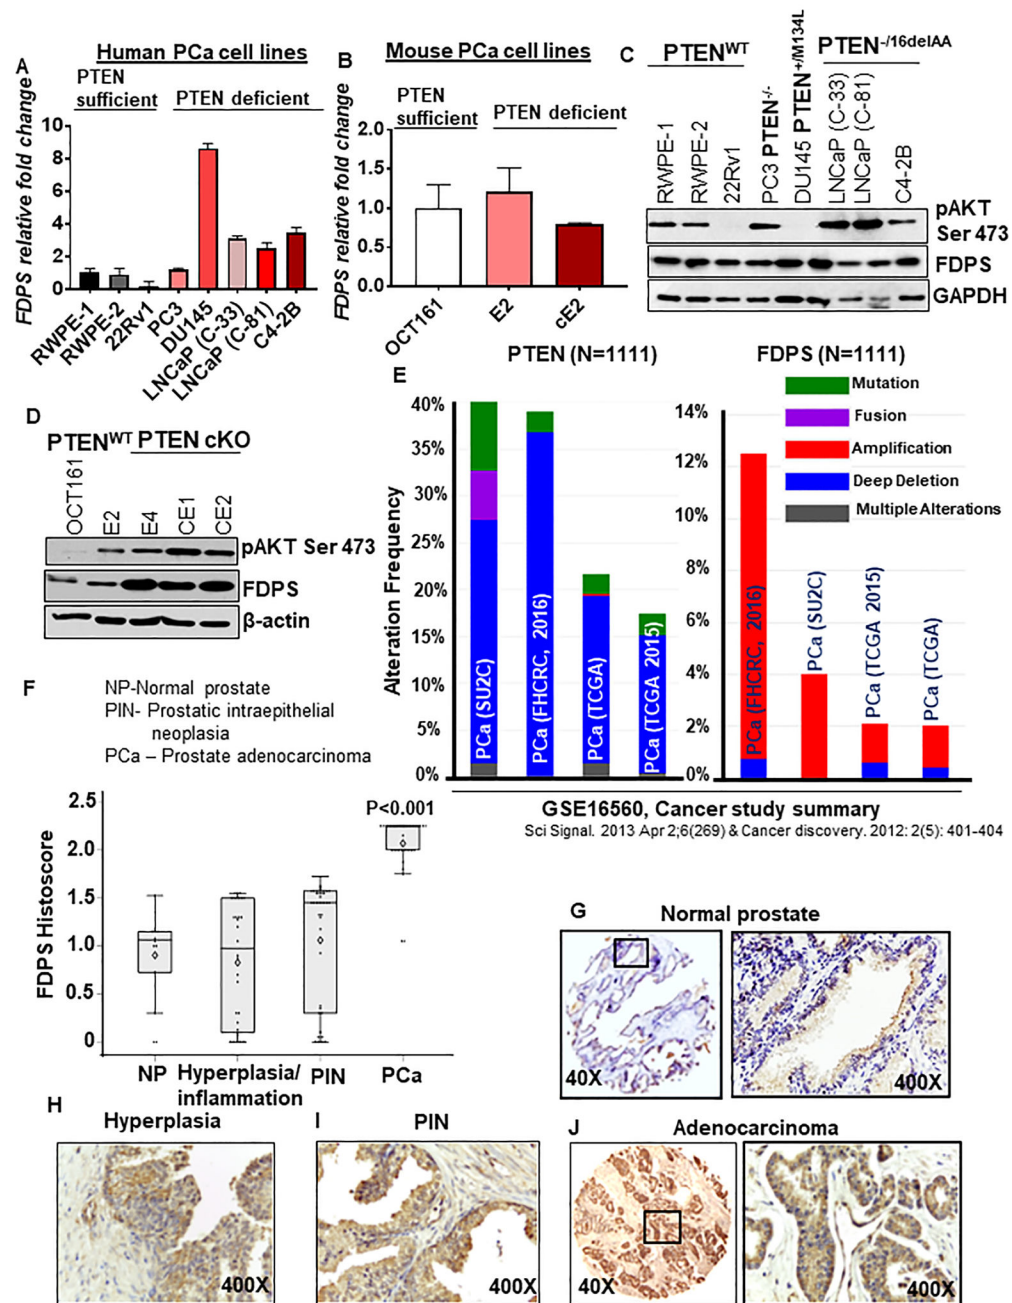 A
Human PCa cell lines
PTEN sufficient
PTEN deficient
FDPS relative fold change
10
8
6
4
2
0
RWPE-1
RWPE-2
22Rv1
PC3
DU145
LNCaP (C-33)
LNCaP (C-81)
C4-2B
B
Mouse PCa cell lines
PTEN sufficient
PTEN deficient
FDPS relative fold change
2.0
1.5
1.0
0.5
0.0
OCT161
E2
cE2
C
PTENWT
PTEN-/16delAA
RWPE-1
RWPE-2
22Rv1
PC3 PTEN-/-
DU145 PTEN+/M134L
LNCaP (C-33)
LNCaP (C-81)
C4-2B
pAKT
Ser 473
FDPS
GAPDH
D
PTENWT PTEN cKO
OCT161
E2
E4
CE1
CE2
pAKT Ser 473
FDPS
β-actin
E
PTEN (N=1111)
FDPS (N=1111)
Alteration Frequency
40%
35%
30%
25%
20%
15%
10%
5%
0%
PCa (SU2C)
PCa (FHCRC, 2016)
PCa (TCGA)
PCa (TCGA 2015)
14%
12%
10%
8%
6%
4%
2%
0%
PCa (FHCRC, 2016)
PCa (SU2C)
PCa (TCGA 2015)
PCa (TCGA)
Mutation
Fusion
Amplification
Deep Deletion
Multiple Alterations
GSE16560, Cancer study summary
Sci Signal. 2013 Apr 2;6(269) & Cancer discovery. 2012: 2(5): 401-404
F
NP-Normal prostate
PIN- Prostatic intraepithelial
neoplasia
PCa – Prostate adenocarcinoma
P<0.001
FDPS Histoscore
2.5
2.0
1.5
1.0
0.5
0
NP
Hyperplasia/
inflammation
PIN
PCa
G
Normal prostate
40X
400X
H
Hyperplasia
400X
I
PIN
400X
J
Adenocarcinoma
40X
400X